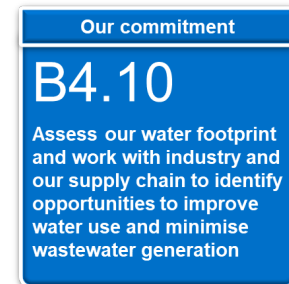 Our commitment
B4.10
Assess our water footprint
and work with industry and
our supply chain to identify
opportunities to improve
water use and minimise
wastewater generation